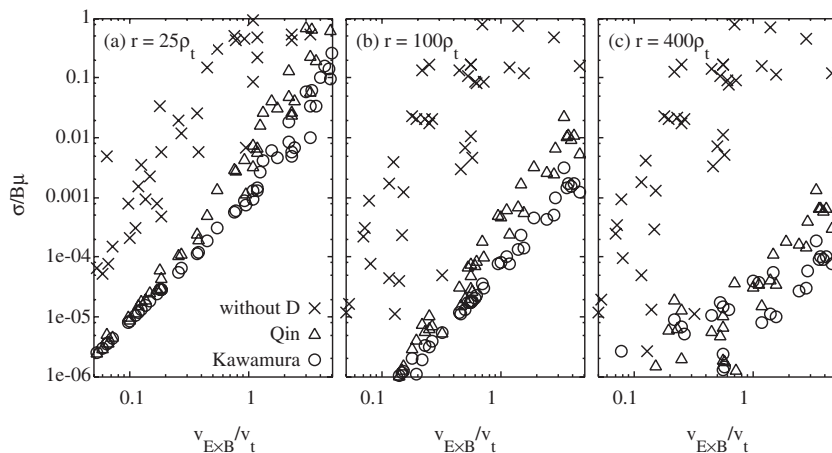 (a) r = 25ρt
(b) r = 100ρt
(c) r = 400ρt
1
0.1
0.01
0.001
1e-04
1e-05
1e-06
σ/Bμ
without D ×
Qin △
Kawamura ○
0.1 1
0.1 1
0.1 1
vE×B/vt
vE×B/vt
vE×B/vt